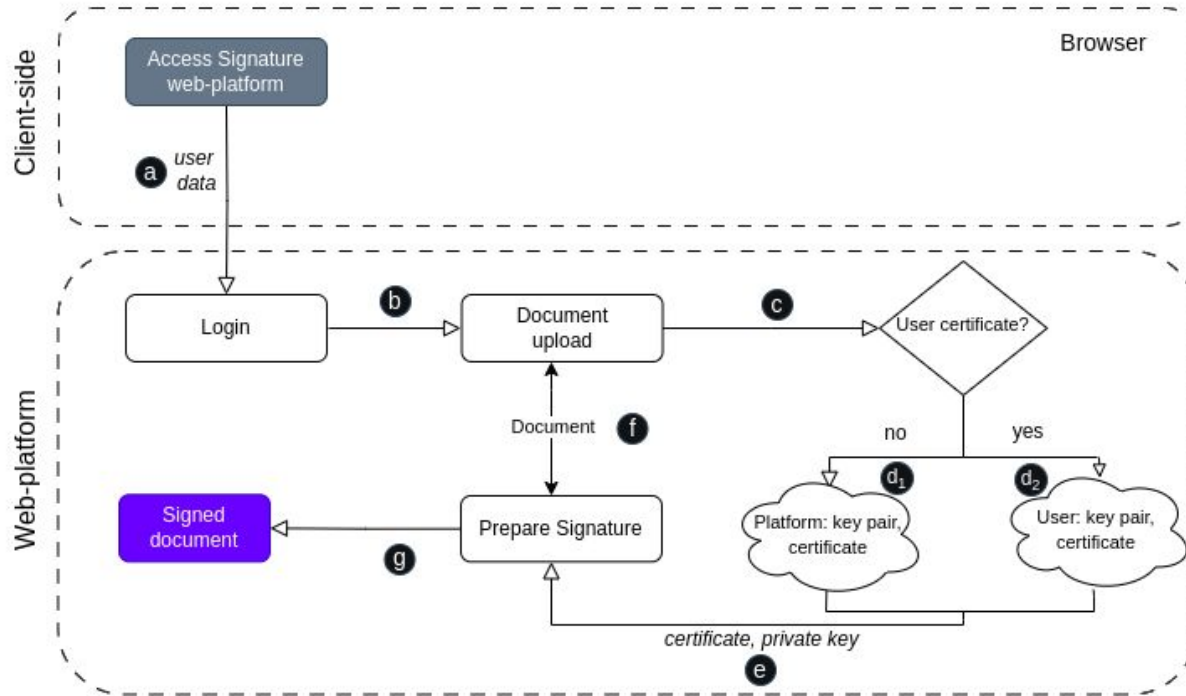 Client-side
Browser
Access Signature
web-platform
a
user
data
Web-platform
Login
b
Document
upload
c
User certificate?
Document
f
no
yes
d1
d2
Signed
document
g
Prepare Signature
Platform: key pair,
certificate
User: key pair,
certificate
certificate, private key
e